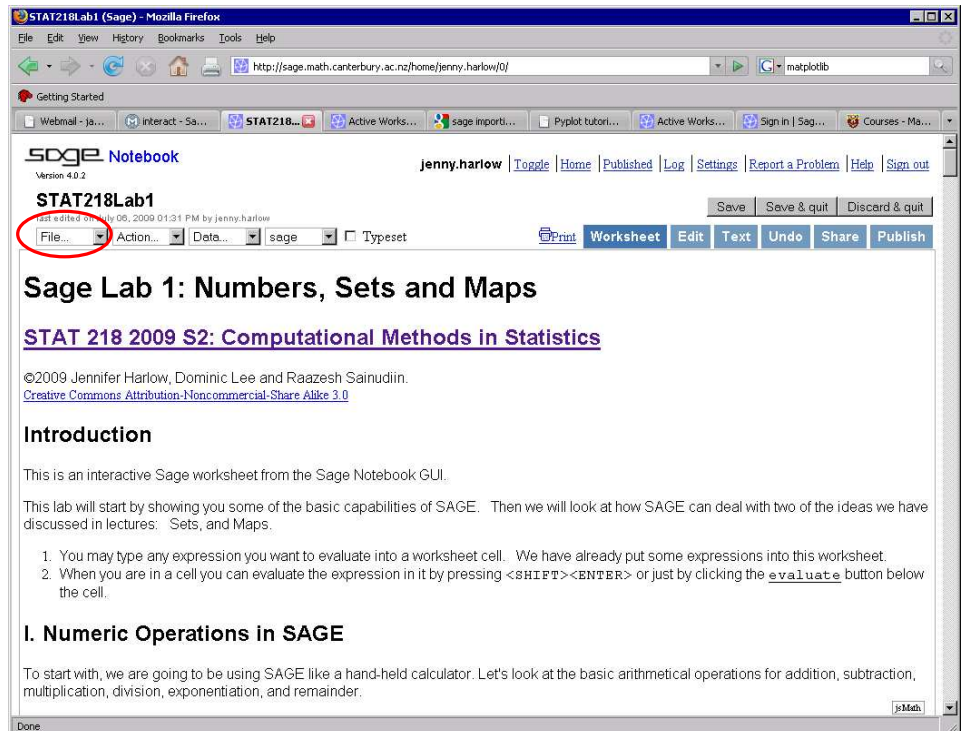 STAT218Lab1 (Sage) - Mozilla Firefox
File Edit View History Bookmarks Tools Help
http://sage.math.canterbury.ac.nz/home/jenny.harlow/0/ G matplotlib
Getting Started
Webmail - ja... interact - Sa... STAT218... Active Works... sage importi... Pyplot tutori... Active Works... Sign in | Sag... Courses - Ma...
sage Notebook
Version 4.0.2
jenny.harlow Toggle Home Published Log Settings Report a Problem Help Sign out
STAT218Lab1
last edited on July 06, 2009 01:31 PM by jenny.harlow
Save Save & quit Discard & quit
File... Action... Data... sage Typeset Print Worksheet Edit Text Undo Share Publish
Sage Lab 1: Numbers, Sets and Maps
STAT 218 2009 S2: Computational Methods in Statistics
©2009 Jennifer Harlow, Dominic Lee and Raazesh Sainudiin.
Creative Commons Attribution-Noncommercial-Share Alike 3.0
Introduction
This is an interactive Sage worksheet from the Sage Notebook GUI.
This lab will start by showing you some of the basic capabilities of SAGE. Then we will look at how SAGE can deal with two of the ideas we have
discussed in lectures: Sets, and Maps.
1. You may type any expression you want to evaluate into a worksheet cell. We have already put some expressions into this worksheet.
2. When you are in a cell you can evaluate the expression in it by pressing <SHIFT><ENTER> or just by clicking the evaluate button below
the cell.
I. Numeric Operations in SAGE
To start with, we are going to be using SAGE like a hand-held calculator. Let's look at the basic arithmetical operations for addition, subtraction,
multiplication, division, exponentiation, and remainder.
jsMath
Done